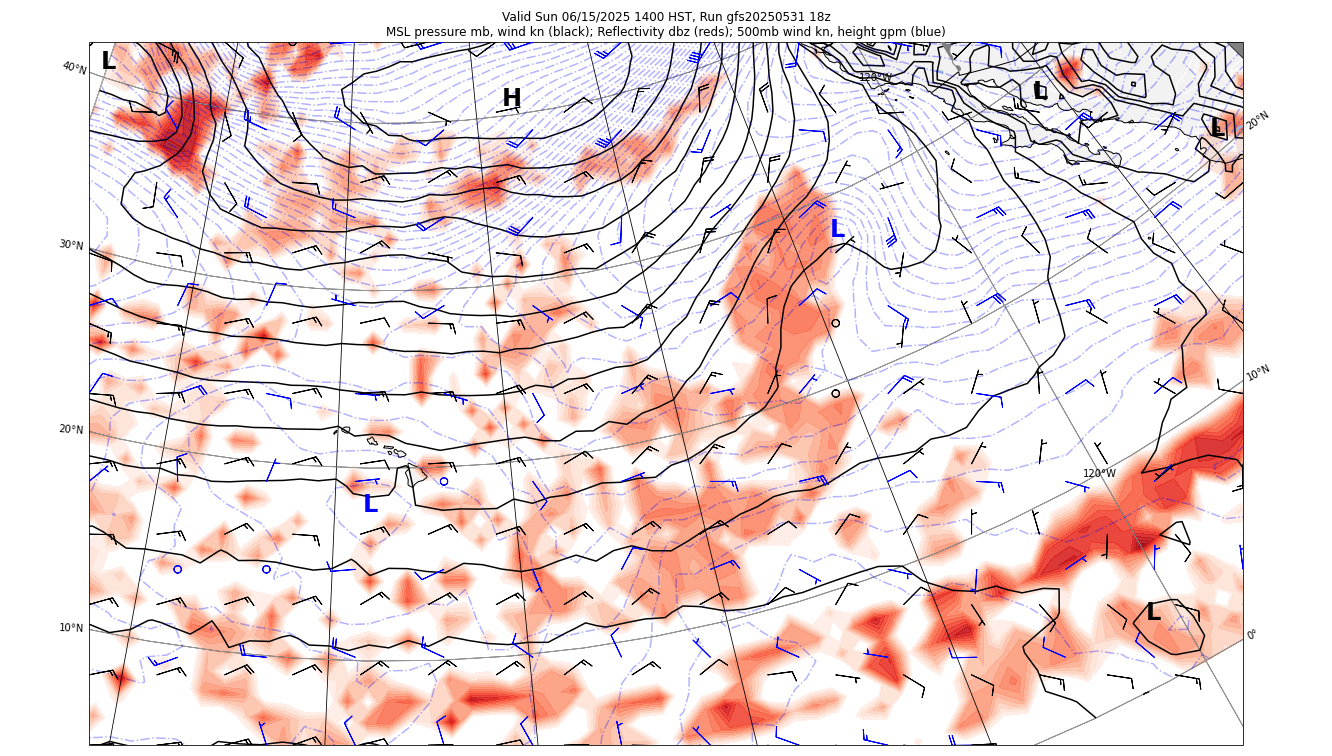 Valid Sun 06/15/2025 1400 HST, Run gfs20250531 18z
MSL pressure mb, wind kn (black); Reflectivity dbz (reds); 500mb wind kn, height gpm (blue)
L
40°N
H
120°W
L
L
20°N
30°N
L
10°N
20°N
120°W
L
10°N
L
0°